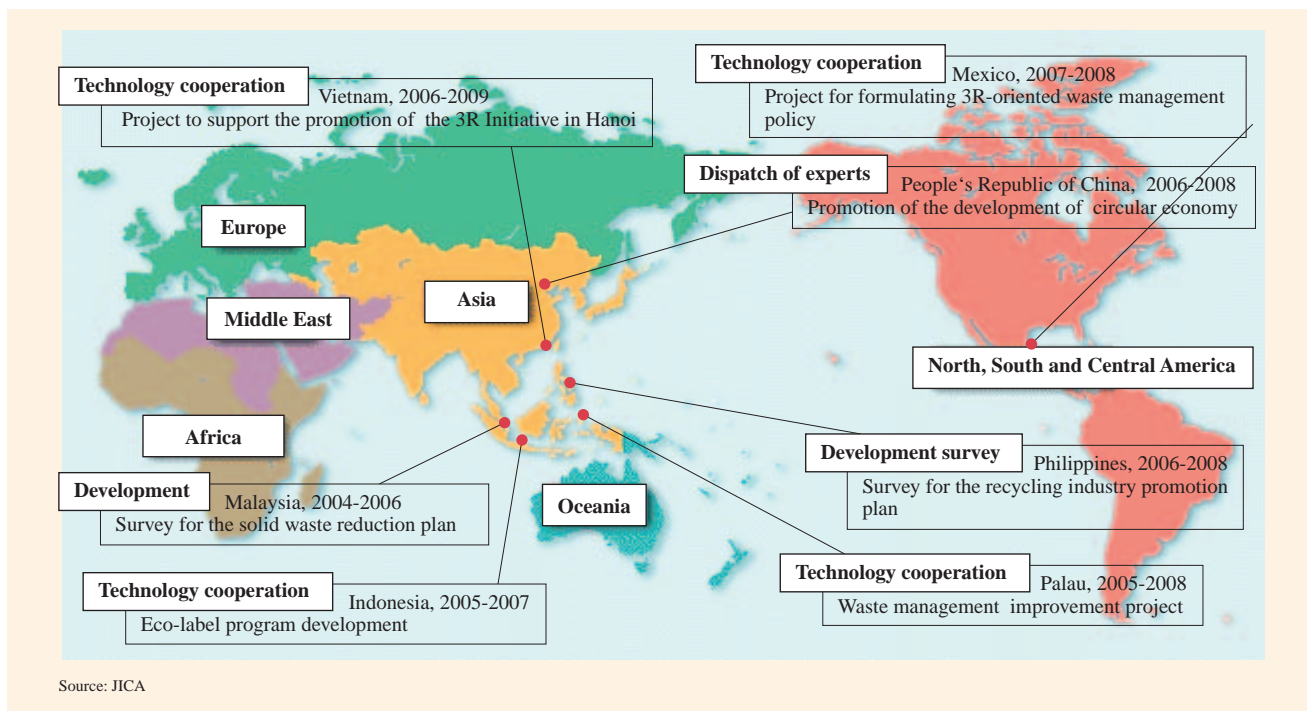 Technology cooperation
Vietnam, 2006-2009
Project to support the promotion of the 3R Initiative in Hanoi
Technology cooperation
Mexico, 2007-2008
Project for formulating 3R-oriented waste management
policy
Dispatch of experts
People‘s Republic of China, 2006-2008
Promotion of the development of circular economy
Europe
Asia
Middle East
North, South and Central America
Africa
Oceania
Development
Malaysia, 2004-2006
Survey for the solid waste reduction plan
Development survey
Philippines, 2006-2008
Survey for the recycling industry promotion
plan
Technology cooperation
Indonesia, 2005-2007
Eco-label program development
Technology cooperation
Palau, 2005-2008
Waste management improvement project
Source: JICA